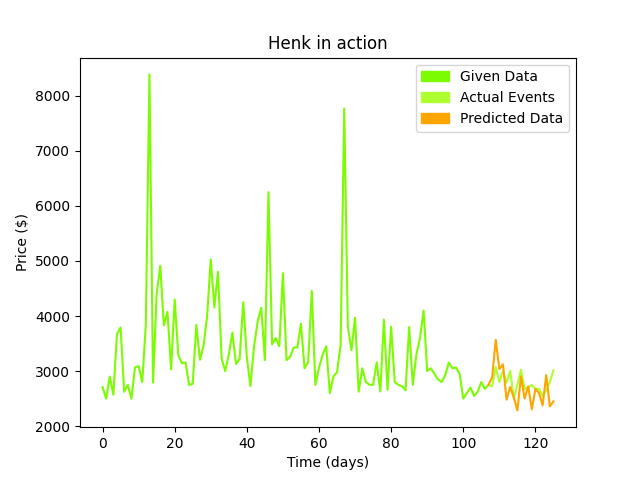 Henk in action
Given Data
Actual Events
Predicted Data
Price ($)
8000
7000
6000
5000
4000
3000
2000
0 20 40 60 80 100 120
Time (days)